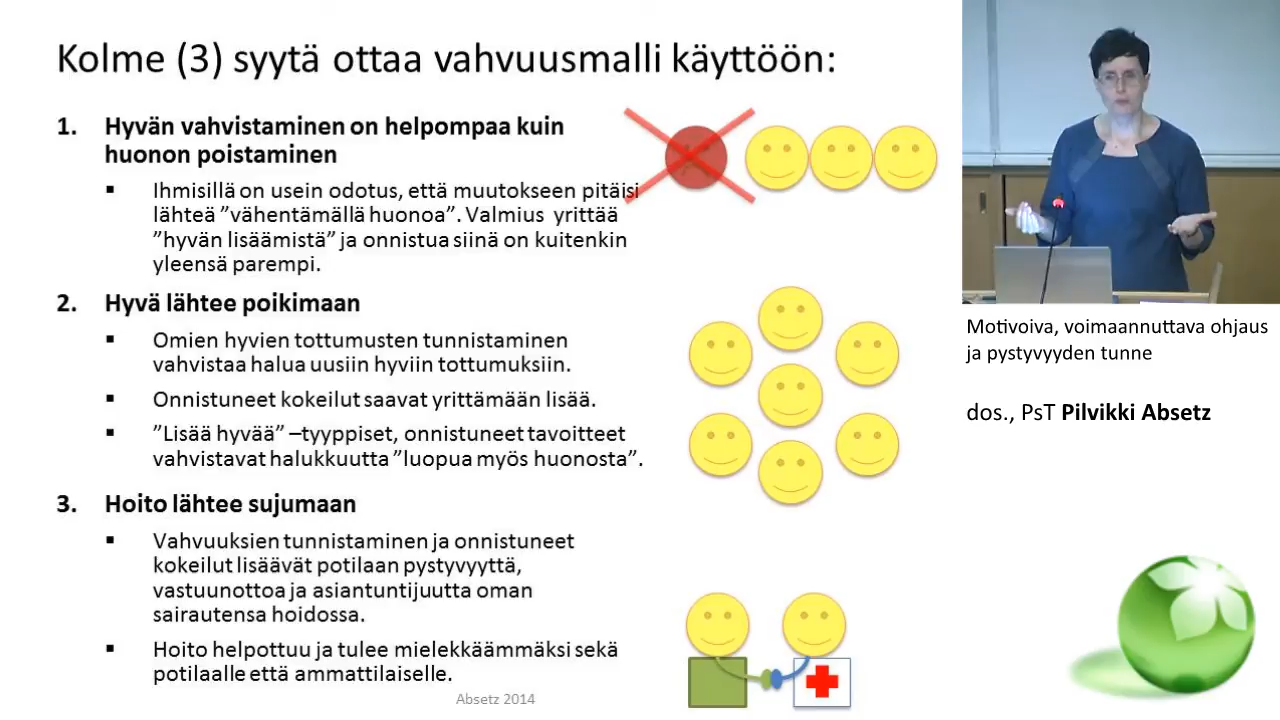 Kolme (3) syytä ottaa vahvuusmalli käyttöön:
1. Hyvän vahvistaminen on helpompaa kuin
huonon poistaminen
▪ Ihmisillä on usein odotus, että muutokseen pitäisi
lähteä ”vähentämällä huonoa”. Valmius yrittää
”hyvän lisäämistä” ja onnistua siinä on kuitenkin
yleensä parempi.
2. Hyvä lähtee poikimaan
▪ Omien hyvien tottumusten tunnistaminen
vahvistaa halua uusiin hyviin tottumuksiin.
▪ Onnistuneet kokeilut saavat yrittämään lisää.
▪ ”Lisää hyvää” –tyyppiset, onnistuneet tavoitteet
vahvistavat halukkuutta ”luopua myös huonosta”.
3. Hoito lähtee sujumaan
▪ Vahvuuksien tunnistaminen ja onnistuneet
kokeilut lisäävät potilaan pystyvyyttä,
vastuunottoa ja asiantuntijuutta oman
sairautensa hoidossa.
▪ Hoito helpottuu ja tulee mielekkäämmäksi sekä
potilaalle että ammattilaiselle.
Absetz 2014
Motivoiva, voimaannuttava ohjaus
ja pystyvyyden tunne
dos., PsT Pilvikki Absetz